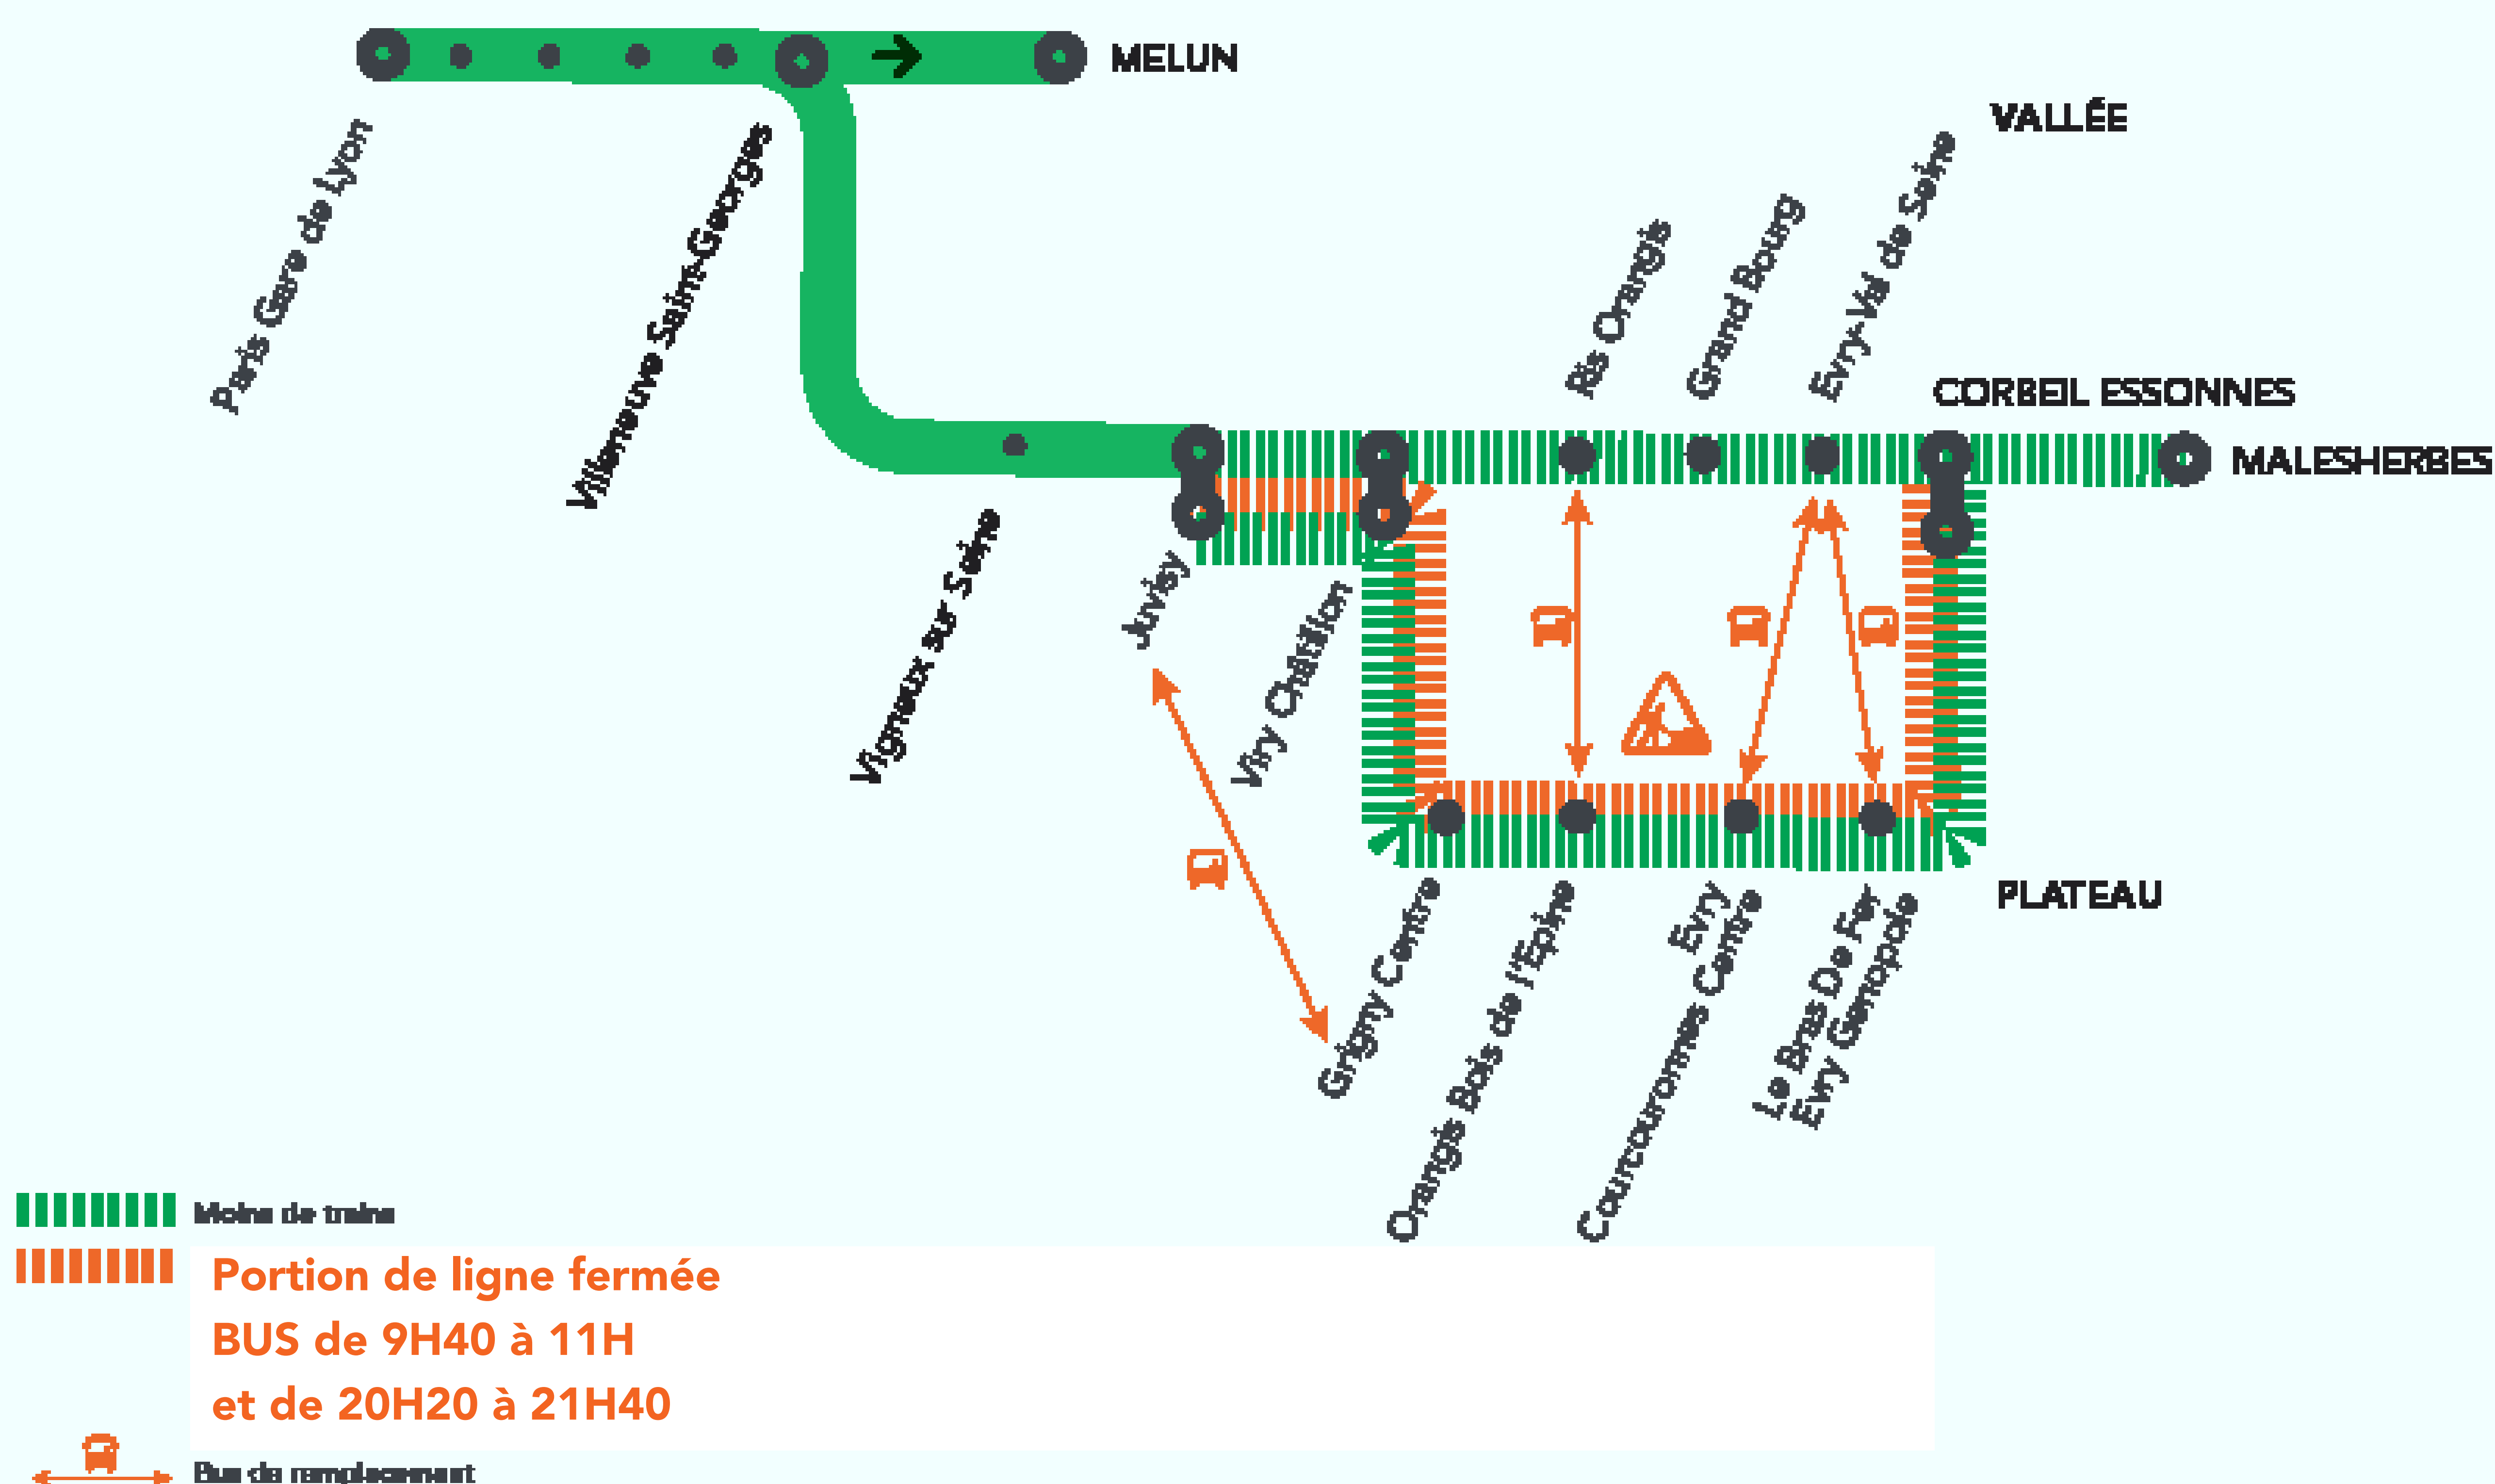 MELUN
VALLÉE
Paris Gare de Lyon
Villeneuve Saint-Georges
Ris Orangis
Grand Bourg
Evry-Val de Seine
CORBEIL ESSONNES
MALESHERBES
Vigneux sur Seine
Juvisy
Viry Chatillon
PLATEAU
Grigny Centre
Orangis Bois de l'Epine
Evry
Courcouronnes Centre
Le Bras De Fer
Evry Genopole
Moins de trains
Portion de ligne fermée
BUS de 9H40 à 11H
et de 20H20 à 21H40
Bus de remplacement